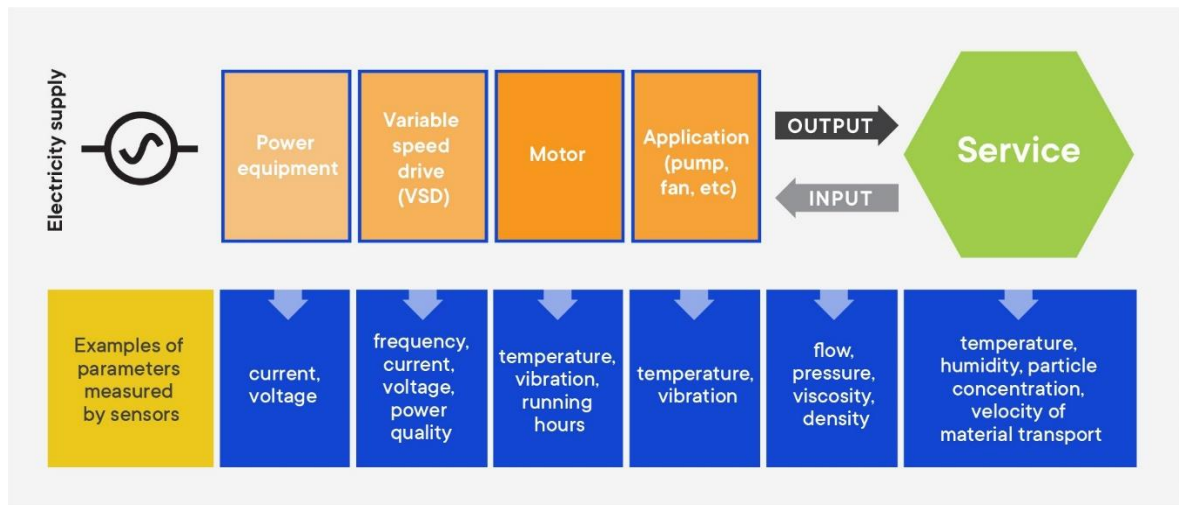 Electricity supply
Power
equipment
Variable
speed
drive
(VSD)
Motor
Application
(pump,
fan, etc)
OUTPUT
INPUT
Service
Examples of
parameters
measured
by sensors
current,
voltage
frequency,
current,
voltage,
power
quality
temperature,
vibration,
running
hours
temperature,
vibration
flow,
pressure,
viscosity,
density
temperature,
humidity, particle
concentration,
velocity of
material transport